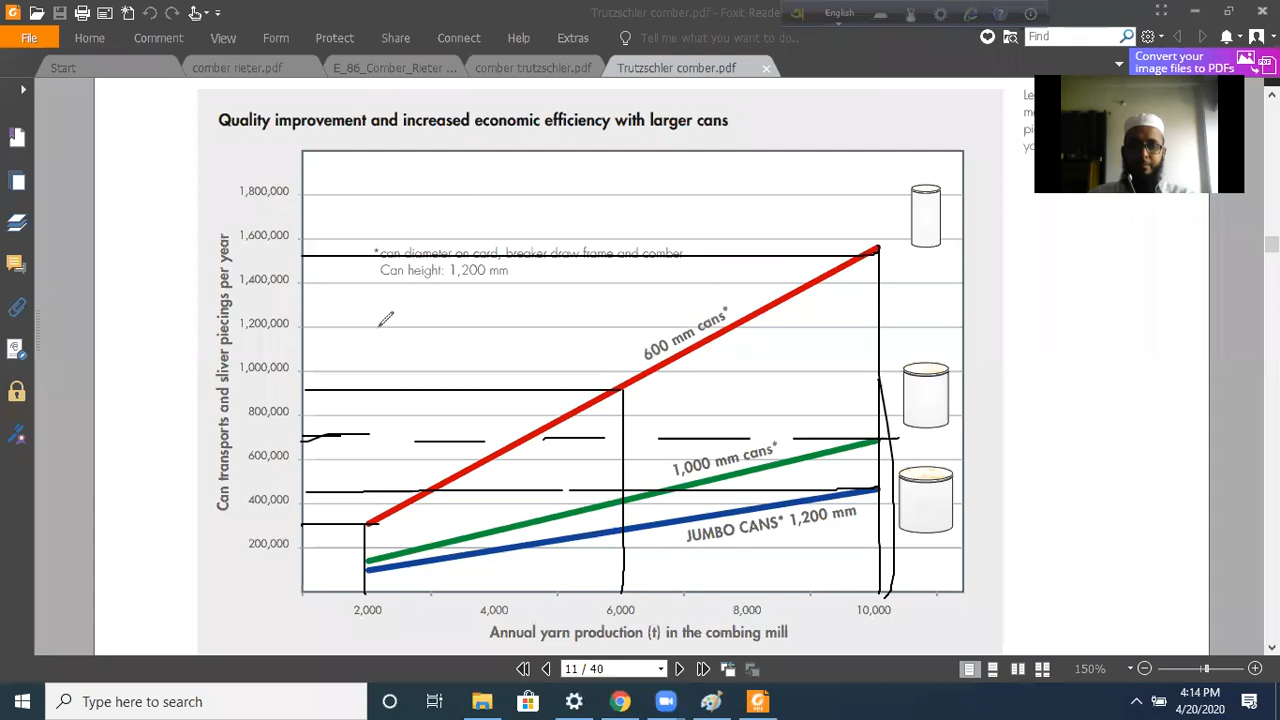 Trutzschler comber.pdf - Foxit Reade
English
File Home Comment View Form Protect Share Connect Help Extras Tell me what you want to do.. Find
Start comber rieter.pdf E_86_Comber_Rieter... comber trutzschler.pdf Trutzschler comber.pdf
Convert your
image files to PDFs
Quality improvement and increased economic efficiency with larger cans
Can transports and sliver piecings per year
1,800,000
1,600,000
*can diameter on card, breaker draw frame and comber
Can height: 1,200 mm
1,400,000
1,200,000
600 mm cans*
1,000,000
800,000
600,000
1,000 mm cans*
400,000
JUMBO CANS* 1,200 mm
200,000
2,000 4,000 6,000 8,000 10,000
Annual yarn production (t) in the combing mill
11 / 40
150%
Type here to search
4:14 PM
4/20/2020